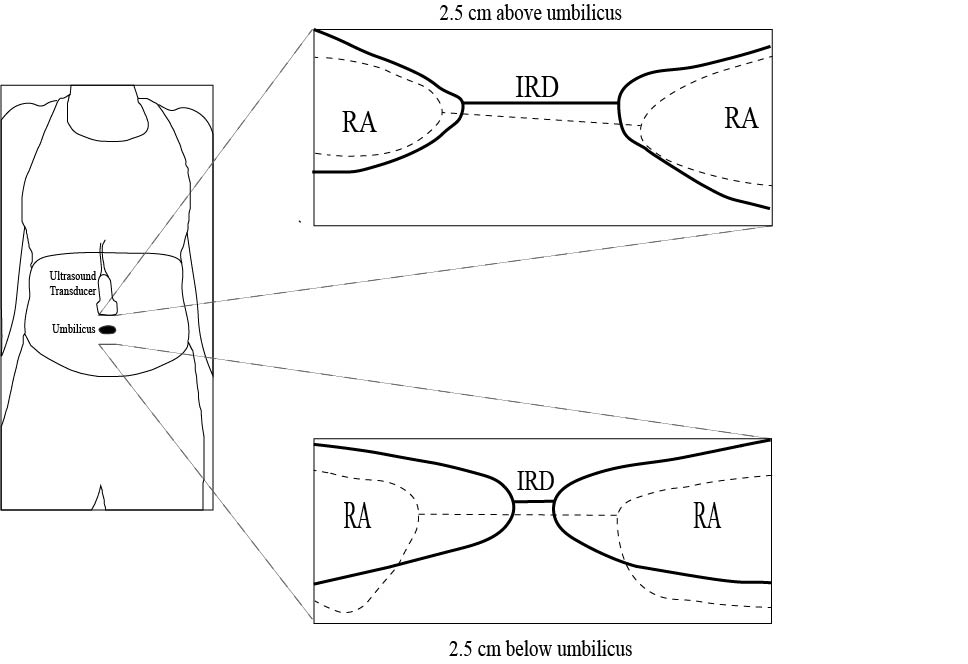 2.5 cm above umbilicus
IRD
RA
RA
Ultrasound
Transducer
Umbilicus
IRD
RA
RA
2.5 cm below umbilicus